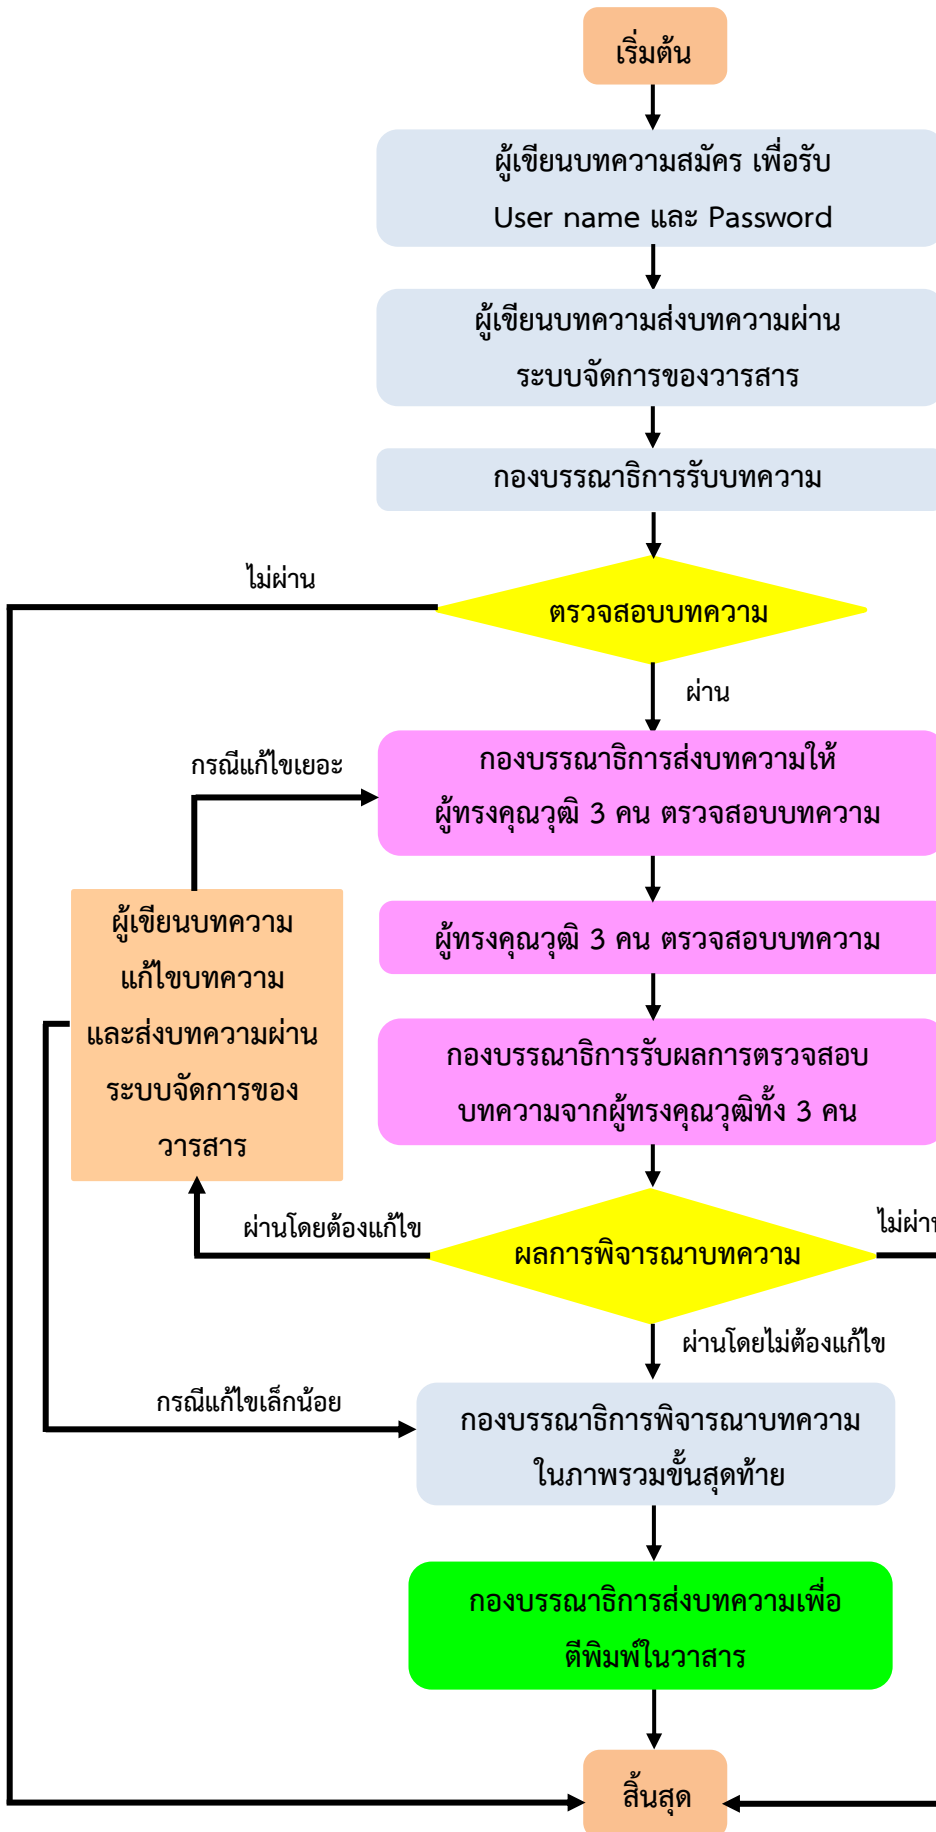 เริ่มต้น
ผู้เขียนบทความสมัคร เพื่อรับ
User name และ Password
ผู้เขียนบทความส่งบทความผ่าน
ระบบจัดการของวารสาร
กองบรรณาธิการรับบทความ
ไม่ผ่าน
ตรวจสอบบทความ
ผ่าน
กรณีแก้ไขเยอะ
กองบรรณาธิการส่งบทความให้
ผู้ทรงคุณวุฒิ 3 คน ตรวจสอบบทความ
ผู้เขียนบทความ
แก้ไขบทความ
และส่งบทความผ่าน
ระบบจัดการของ
วารสาร
ผู้ทรงคุณวุฒิ 3 คน ตรวจสอบบทความ
กองบรรณาธิการรับผลการตรวจสอบ
บทความจากผู้ทรงคุณวุฒิทั้ง 3 คน
ผ่านโดยต้องแก้ไข
ผลการพิจารณาบทความ
ไม่ผ่าน
ผ่านโดยไม่ต้องแก้ไข
กรณีแก้ไขเล็กน้อย
กองบรรณาธิการพิจารณาบทความ
ในภาพรวมขั้นสุดท้าย
กองบรรณาธิการส่งบทความเพื่อ
ตีพิมพ์ในวาสาร
สิ้นสุด